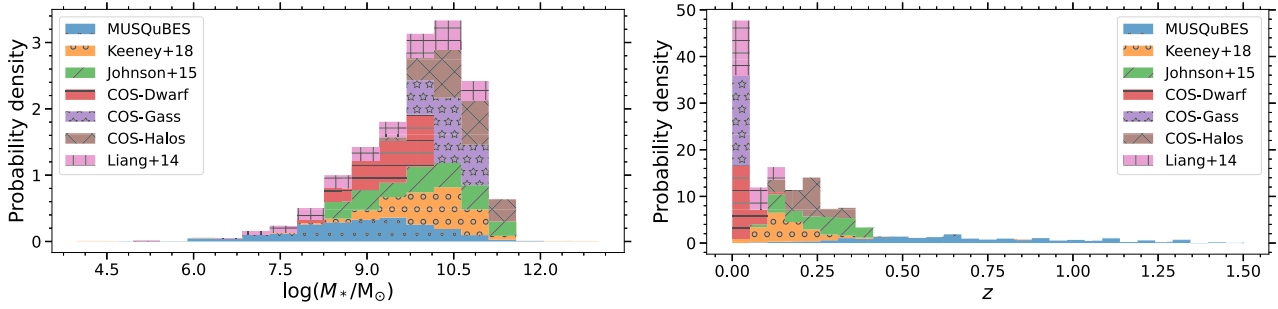 MUSQuBES
Keeney+18
Johnson+15
COS-Dwarf
COS-Gass
COS-Halos
Liang+14
Probability density
3
2
1
0
4.5 6.0 7.5 9.0 10.5 12.0
log(M*/M⊙)
MUSQuBES
Keeney+18
Johnson+15
COS-Dwarf
COS-Gass
COS-Halos
Liang+14
Probability density
50
40
30
20
10
0
0.00 0.25 0.50 0.75 1.00 1.25 1.50
z